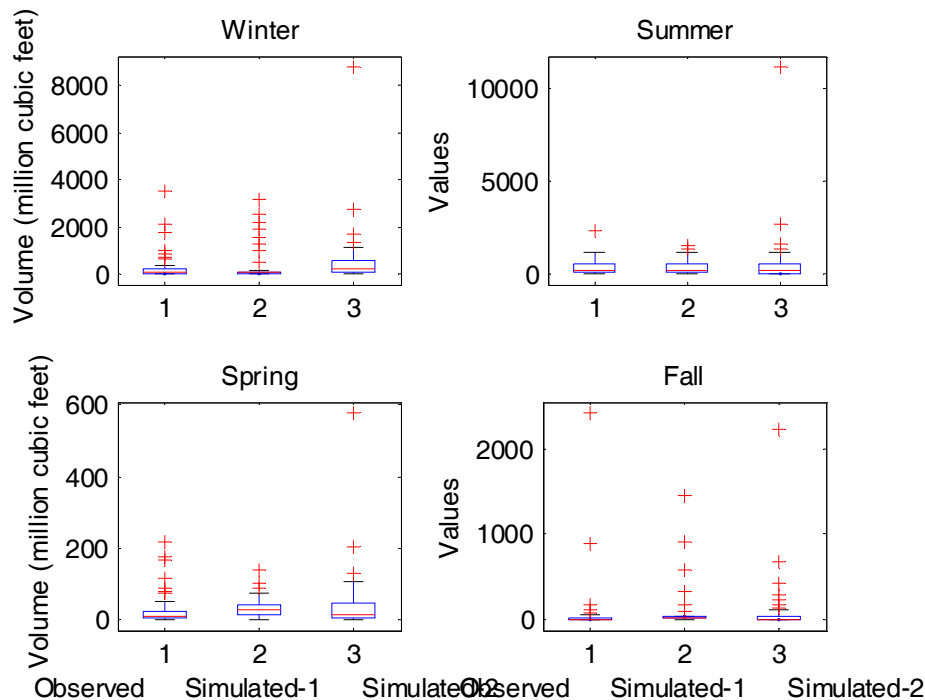 Winter
Volume (million cubic feet)
8000
6000
4000
2000
0
1 2 3
Summer
Values
10000
5000
0
1 2 3
Spring
Volume (million cubic feet)
600
400
200
0
1 2 3
Fall
Values
2000
1000
0
1 2 3
Observed Simulated-1 Simulated-2
Observed Simulated-1 Simulated-2